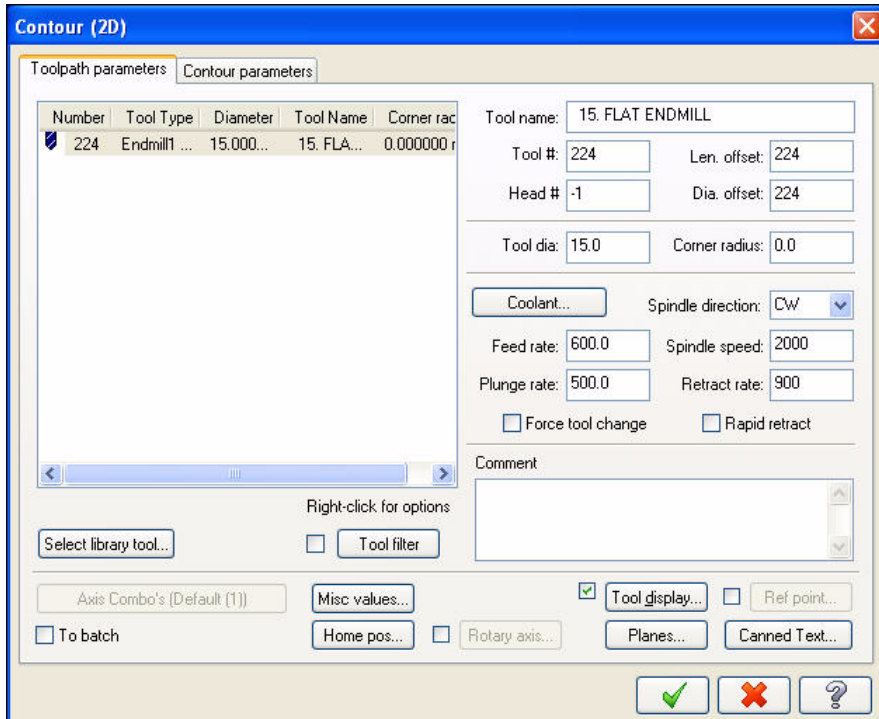 Contour (2D)
Toolpath parameters Contour parameters
Number Tool Type Diameter Tool Name Corner rac
224 Endmill1 ... 15.000... 15. FLA... 0.000000 r
Tool name: 15. FLAT ENDMILL
Tool #: 224 Len. offset: 224
Head # -1 Dia. offset: 224
Tool dia: 15.0 Corner radius: 0.0
Coolant... Spindle direction: CW
Feed rate: 600.0 Spindle speed: 2000
Plunge rate: 500.0 Retract rate: 900
Force tool change Rapid retract
Comment
Right-click for options
Select library tool... Tool filter
Axis Combo's (Default (1)) Misc values... Tool display... Ref point...
To batch Home pos... Rotary axis... Planes... Canned Text...